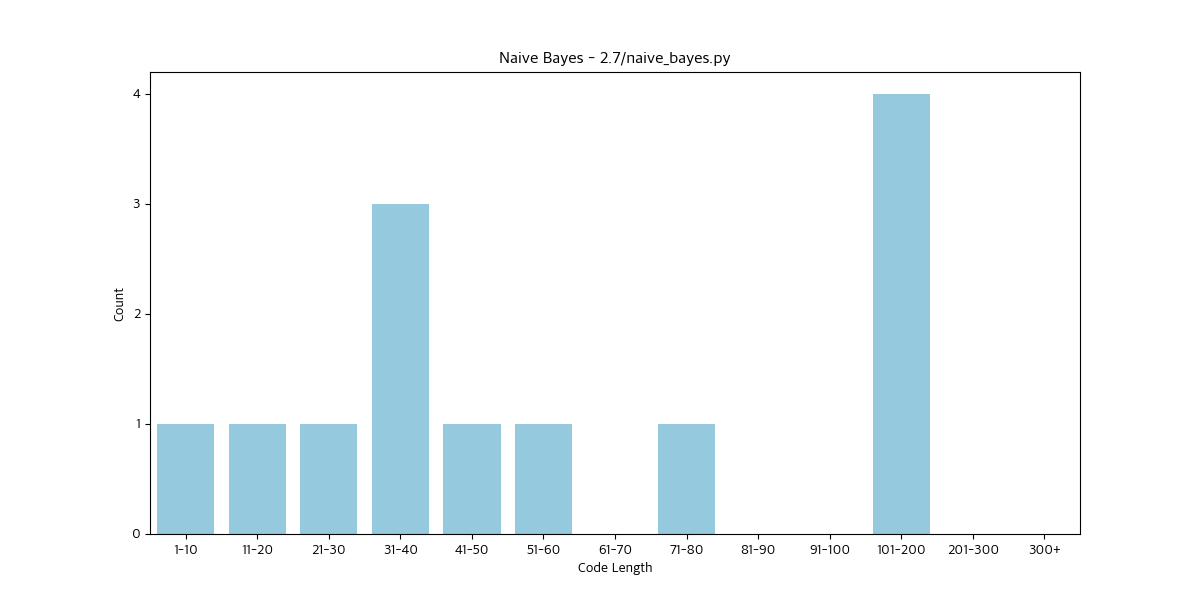 Naive Bayes - 2.7/naive_bayes.py
Count
4
3
2
1
0
1-10 11-20 21-30 31-40 41-50 51-60 61-70 71-80 81-90 91-100 101-200 201-300 300+
Code Length